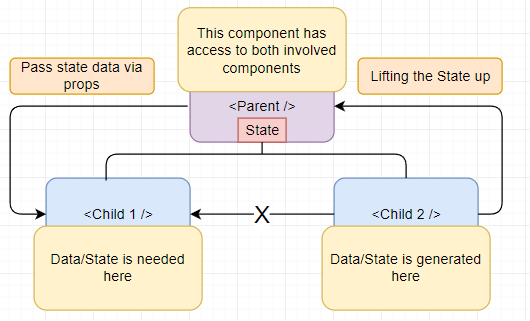 This component has
access to both involved
components
Pass state data via
props
Lifting the State up
<Parent />
State
<Child 1 />
X
<Child 2 />
Data/State is needed
here
Data/State is generated
here